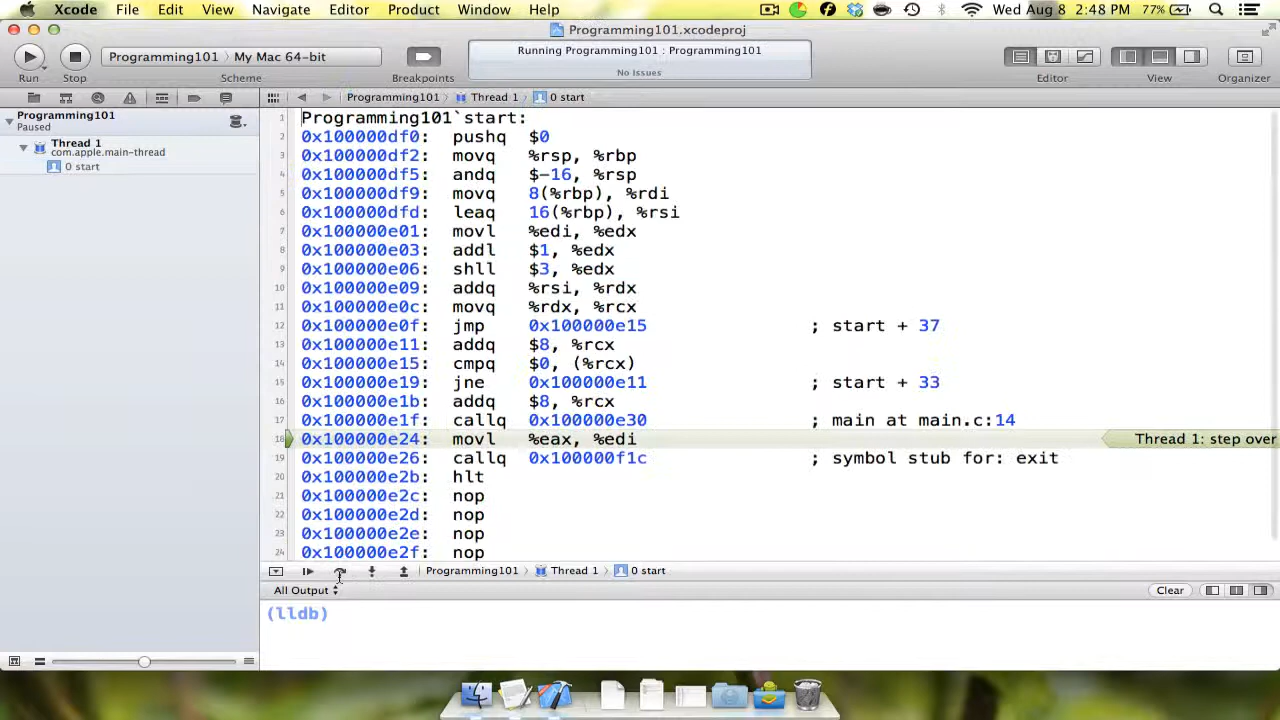 Xcode File Edit View Navigate Editor Product Window Help Wed Aug 8 2:48 PM 77%
Programming101.xcodeproj
Programming101 My Mac 64-bit
Running Programming101 : Programming101
No Issues
Run Stop Scheme Breakpoints Editor View Organizer
Programming101 Thread 1 0 start
Programming101
Paused
Thread 1
com.apple.main-thread
0 start
1 Programming101`start:
2 0x100000df0: pushq $0
3 0x100000df2: movq %rsp, %rbp
4 0x100000df5: andq $-16, %rsp
5 0x100000df9: movq 8(%rbp), %rdi
6 0x100000dfd: leaq 16(%rbp), %rsi
7 0x100000e01: movl %edi, %edx
8 0x100000e03: addl $1, %edx
9 0x100000e06: shll $3, %edx
10 0x100000e09: addq %rsi, %rdx
11 0x100000e0c: movq %rdx, %rcx
12 0x100000e0f: jmp 0x100000e15 ; start + 37
13 0x100000e11: addq $8, %rcx
14 0x100000e15: cmpq $0, (%rcx)
15 0x100000e19: jne 0x100000e11 ; start + 33
16 0x100000e1b: addq $8, %rcx
17 0x100000e1f: callq 0x100000e30 ; main at main.c:14
18 0x100000e24: movl %eax, %edi Thread 1: step over
19 0x100000e26: callq 0x100000f1c ; symbol stub for: exit
20 0x100000e2b: hlt
21 0x100000e2c: nop
22 0x100000e2d: nop
23 0x100000e2e: nop
24 0x100000e2f: nop
Programming101 Thread 1 0 start
All Output Clear
(lldb)